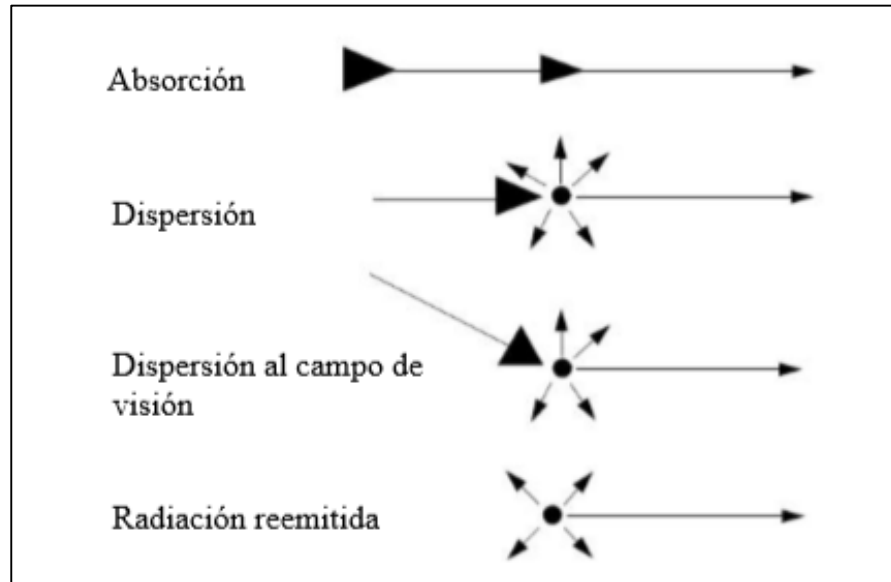 Absorción
Dispersión
Dispersión al campo de
visión
Radiación reemitida